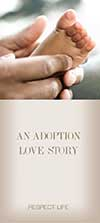 AN ADOPTION
LOVE STORY
RESPECT LIFE